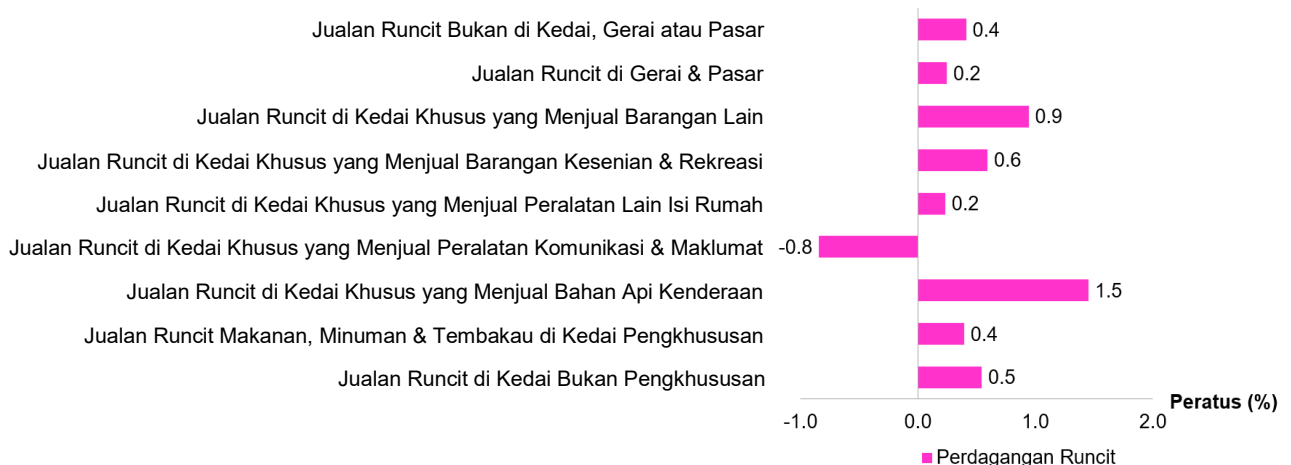 Jualan Runcit Bukan di Kedai, Gerai atau Pasar 0.4
Jualan Runcit di Gerai & Pasar 0.2
Jualan Runcit di Kedai Khusus yang Menjual Barangan Lain 0.9
Jualan Runcit di Kedai Khusus yang Menjual Barangan Kesenian & Rekreasi 0.6
Jualan Runcit di Kedai Khusus yang Menjual Peralatan Lain Isi Rumah 0.2
Jualan Runcit di Kedai Khusus yang Menjual Peralatan Komunikasi & Maklumat -0.8
Jualan Runcit di Kedai Khusus yang Menjual Bahan Api Kenderaan 1.5
Jualan Runcit Makanan, Minuman & Tembakau di Kedai Pengkhususan 0.4
Jualan Runcit di Kedai Bukan Pengkhususan 0.5
Peratus (%)
-1.0 0.0 1.0 2.0
Perdagangan Runcit